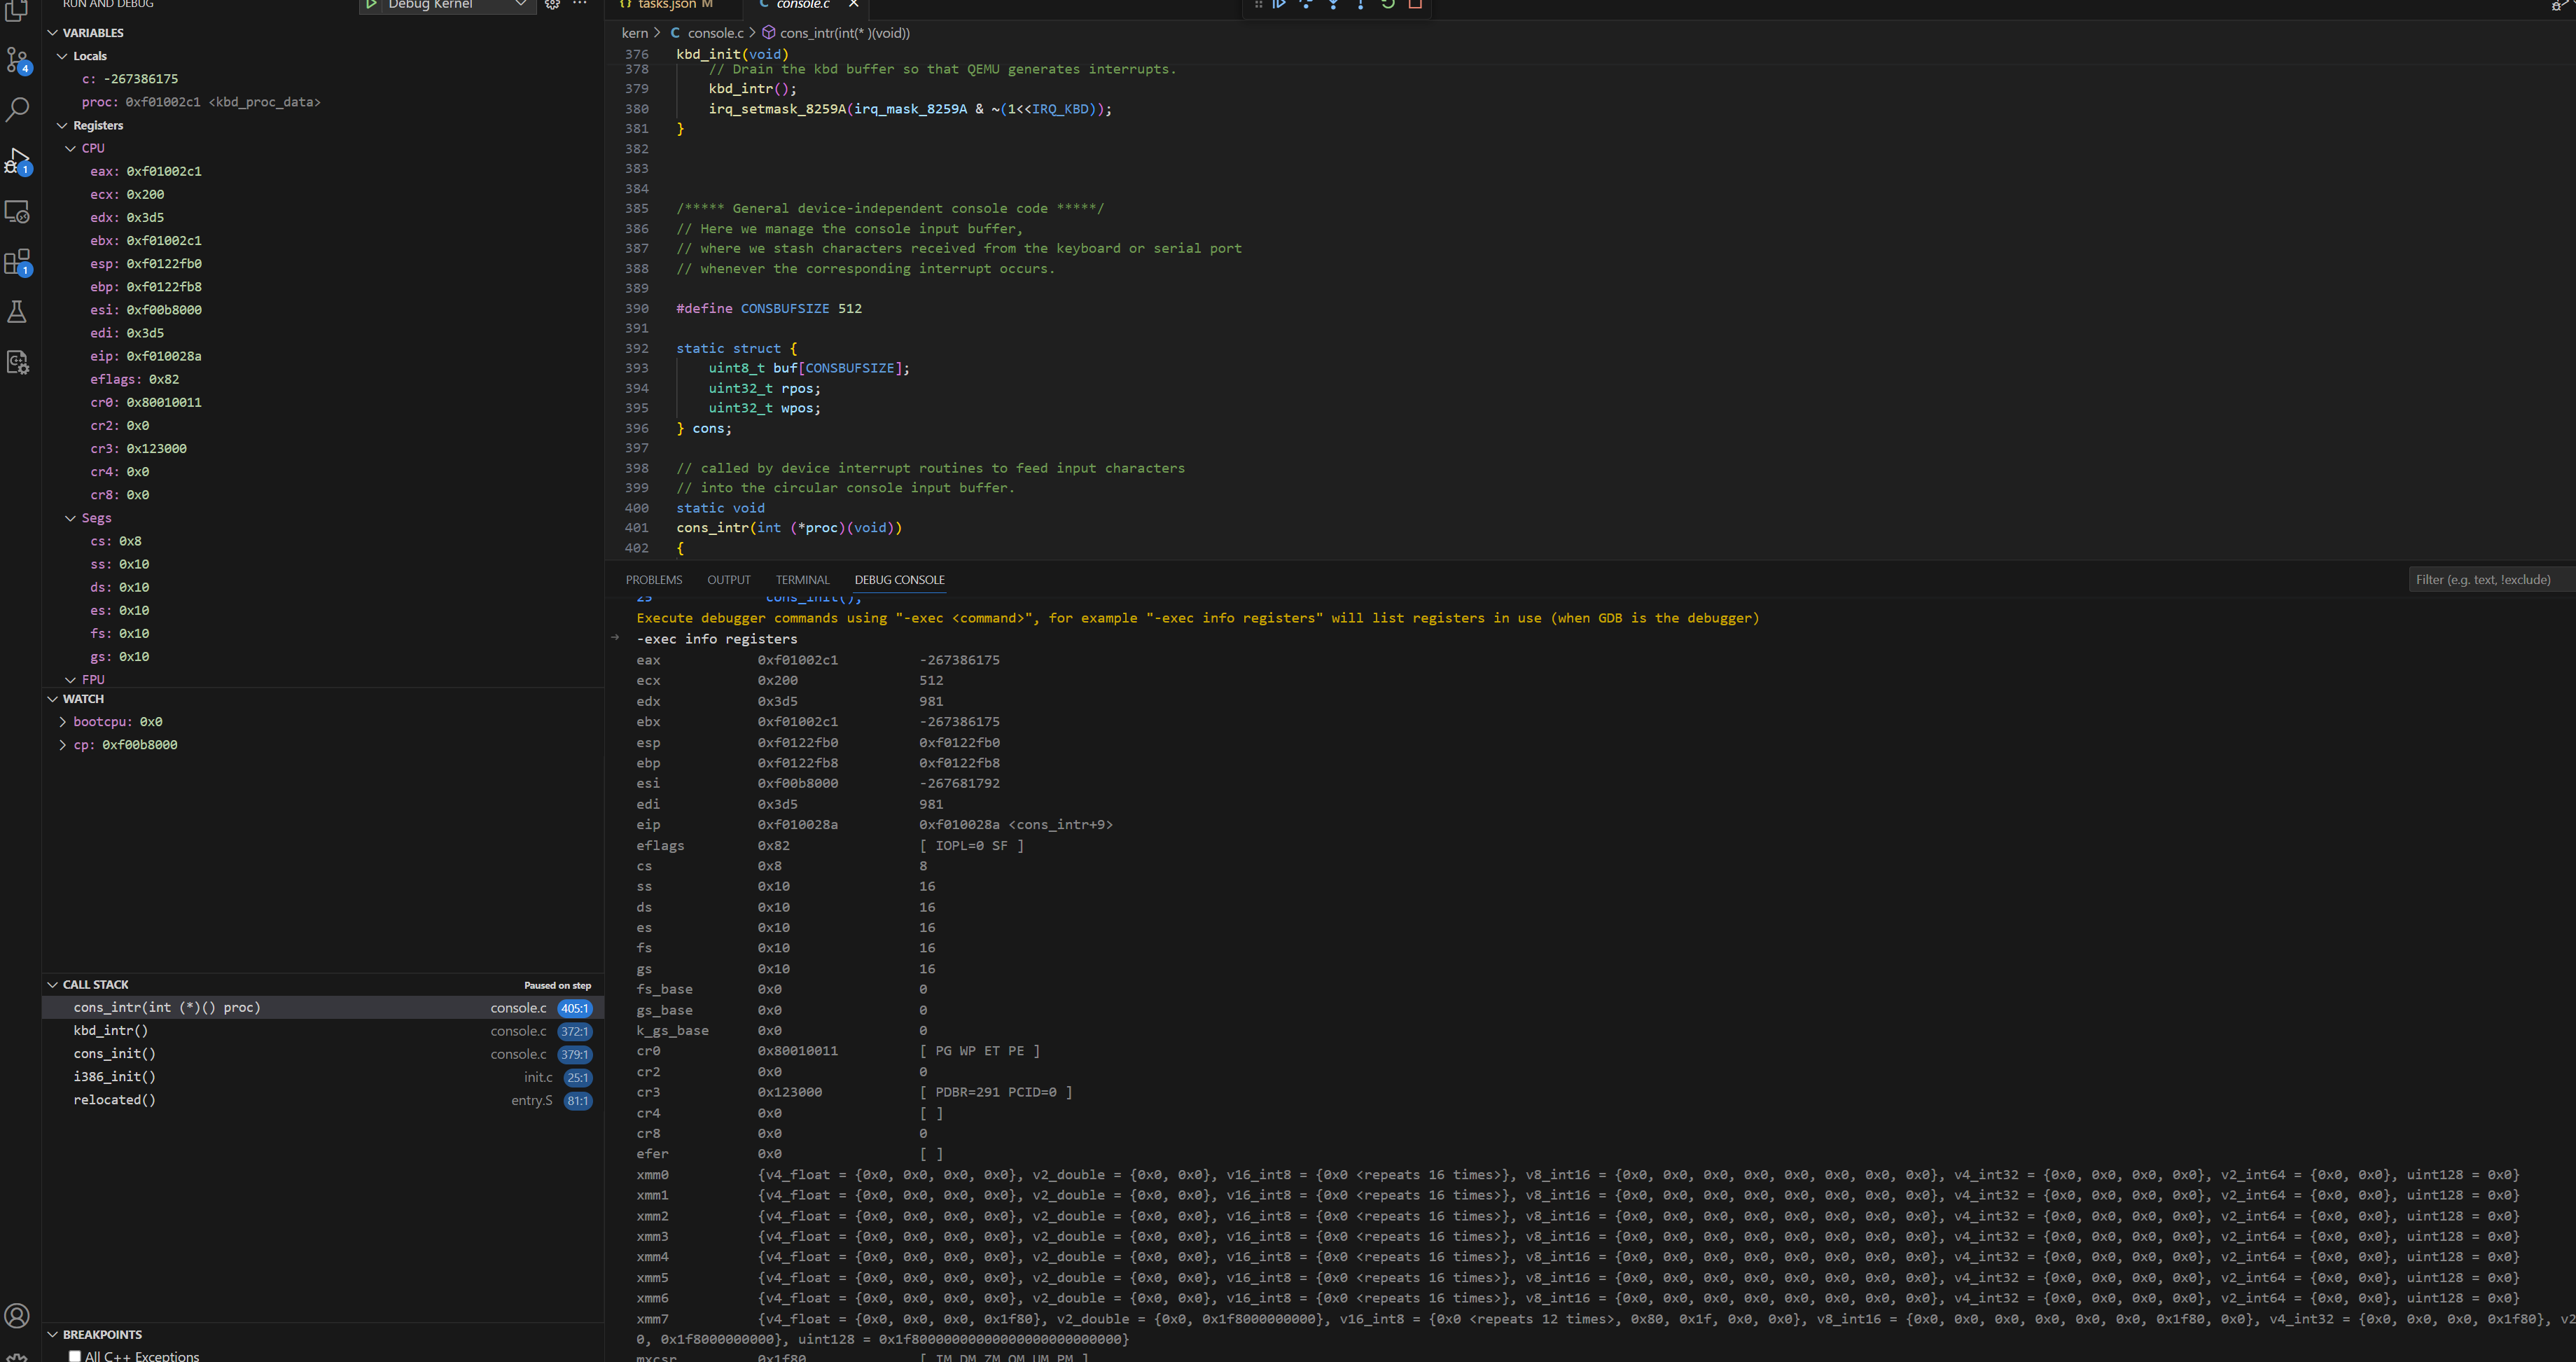 RUN AND DEBUG
Debug Kernel
VARIABLES
Locals
c: -267386175
proc: 0xf01002c1 <kbd_proc_data>
Registers
CPU
eax: 0xf01002c1
ecx: 0x200
edx: 0x3d5
ebx: 0xf01002c1
esp: 0xf0122fb0
ebp: 0xf0122fb8
esi: 0xf00b8000
edi: 0x3d5
eip: 0xf010028a
eflags: 0x82
cr0: 0x80010011
cr2: 0x0
cr3: 0x123000
cr4: 0x0
cr8: 0x0
Segs
cs: 0x8
ss: 0x10
ds: 0x10
es: 0x10
fs: 0x10
gs: 0x10
FPU
4
1
1
WATCH
bootcpu: 0x0
cp: 0xf00b8000
CALL STACK Paused on step
cons_intr(int (*)() proc) console.c 405:1
kbd_intr() console.c 372:1
cons_init() console.c 379:1
i386_init() init.c 25:1
relocated() entry.S 81:1
BREAKPOINTS
All C++ Exceptions
{} tasks.json M C console.c
kern > C console.c > cons_intr(int(* )(void))
376 kbd_init(void)
378 // Drain the kbd buffer so that QEMU generates interrupts.
379 kbd_intr();
380 irq_setmask_8259A(irq_mask_8259A & ~(1<<IRQ_KBD));
381 }
382
383
384
385 /***** General device-independent console code *****/
386 // Here we manage the console input buffer,
387 // where we stash characters received from the keyboard or serial port
388 // whenever the corresponding interrupt occurs.
389
390 #define CONSBUFSIZE 512
391
392 static struct {
393 uint8_t buf[CONSBUFSIZE];
394 uint32_t rpos;
395 uint32_t wpos;
396 } cons;
397
398 // called by device interrupt routines to feed input characters
399 // into the circular console input buffer.
400 static void
401 cons_intr(int (*proc)(void))
402 {
PROBLEMS OUTPUT TERMINAL DEBUG CONSOLE Filter (e.g. text, !exclude)
29 cons_init();
Execute debugger commands using "-exec <command>", for example "-exec info registers" will list registers in use (when GDB is the debugger)
-exec info registers
eax 0xf01002c1 -267386175
ecx 0x200 512
edx 0x3d5 981
ebx 0xf01002c1 -267386175
esp 0xf0122fb0 0xf0122fb0
ebp 0xf0122fb8 0xf0122fb8
esi 0xf00b8000 -267681792
edi 0x3d5 981
eip 0xf010028a 0xf010028a <cons_intr+9>
eflags 0x82 [ IOPL=0 SF ]
cs 0x8 8
ss 0x10 16
ds 0x10 16
es 0x10 16
fs 0x10 16
gs 0x10 16
fs_base 0x0 0
gs_base 0x0 0
k_gs_base 0x0 0
cr0 0x80010011 [ PG WP ET PE ]
cr2 0x0 0
cr3 0x123000 [ PDBR=291 PCID=0 ]
cr4 0x0 [ ]
cr8 0x0 0
efer 0x0 [ ]
xmm0 {v4_float = {0x0, 0x0, 0x0, 0x0}, v2_double = {0x0, 0x0}, v16_int8 = {0x0 <repeats 16 times>}, v8_int16 = {0x0, 0x0, 0x0, 0x0, 0x0, 0x0, 0x0, 0x0}, v4_int32 = {0x0, 0x0, 0x0, 0x0}, v2_int64 = {0x0, 0x0}, uint128 = 0x0}
xmm1 {v4_float = {0x0, 0x0, 0x0, 0x0}, v2_double = {0x0, 0x0}, v16_int8 = {0x0 <repeats 16 times>}, v8_int16 = {0x0, 0x0, 0x0, 0x0, 0x0, 0x0, 0x0, 0x0}, v4_int32 = {0x0, 0x0, 0x0, 0x0}, v2_int64 = {0x0, 0x0}, uint128 = 0x0}
xmm2 {v4_float = {0x0, 0x0, 0x0, 0x0}, v2_double = {0x0, 0x0}, v16_int8 = {0x0 <repeats 16 times>}, v8_int16 = {0x0, 0x0, 0x0, 0x0, 0x0, 0x0, 0x0, 0x0}, v4_int32 = {0x0, 0x0, 0x0, 0x0}, v2_int64 = {0x0, 0x0}, uint128 = 0x0}
xmm3 {v4_float = {0x0, 0x0, 0x0, 0x0}, v2_double = {0x0, 0x0}, v16_int8 = {0x0 <repeats 16 times>}, v8_int16 = {0x0, 0x0, 0x0, 0x0, 0x0, 0x0, 0x0, 0x0}, v4_int32 = {0x0, 0x0, 0x0, 0x0}, v2_int64 = {0x0, 0x0}, uint128 = 0x0}
xmm4 {v4_float = {0x0, 0x0, 0x0, 0x0}, v2_double = {0x0, 0x0}, v16_int8 = {0x0 <repeats 16 times>}, v8_int16 = {0x0, 0x0, 0x0, 0x0, 0x0, 0x0, 0x0, 0x0}, v4_int32 = {0x0, 0x0, 0x0, 0x0}, v2_int64 = {0x0, 0x0}, uint128 = 0x0}
xmm5 {v4_float = {0x0, 0x0, 0x0, 0x0}, v2_double = {0x0, 0x0}, v16_int8 = {0x0 <repeats 16 times>}, v8_int16 = {0x0, 0x0, 0x0, 0x0, 0x0, 0x0, 0x0, 0x0}, v4_int32 = {0x0, 0x0, 0x0, 0x0}, v2_int64 = {0x0, 0x0}, uint128 = 0x0}
xmm6 {v4_float = {0x0, 0x0, 0x0, 0x0}, v2_double = {0x0, 0x0}, v16_int8 = {0x0 <repeats 16 times>}, v8_int16 = {0x0, 0x0, 0x0, 0x0, 0x0, 0x0, 0x0, 0x0}, v4_int32 = {0x0, 0x0, 0x0, 0x0}, v2_int64 = {0x0, 0x0}, uint128 = 0x0}
xmm7 {v4_float = {0x0, 0x0, 0x0, 0x1f80}, v2_double = {0x0, 0x1f8000000000}, v16_int8 = {0x0 <repeats 12 times>, 0x80, 0x1f, 0x0, 0x0}, v8_int16 = {0x0, 0x0, 0x0, 0x0, 0x0, 0x0, 0x1f80, 0x0}, v4_int32 = {0x0, 0x0, 0x0, 0x1f80}, v2
0, 0x1f8000000000}, uint128 = 0x1f80000000000000000000000000}
mxcsr 0x1f80 [ IM DM ZM OM UM PM ]